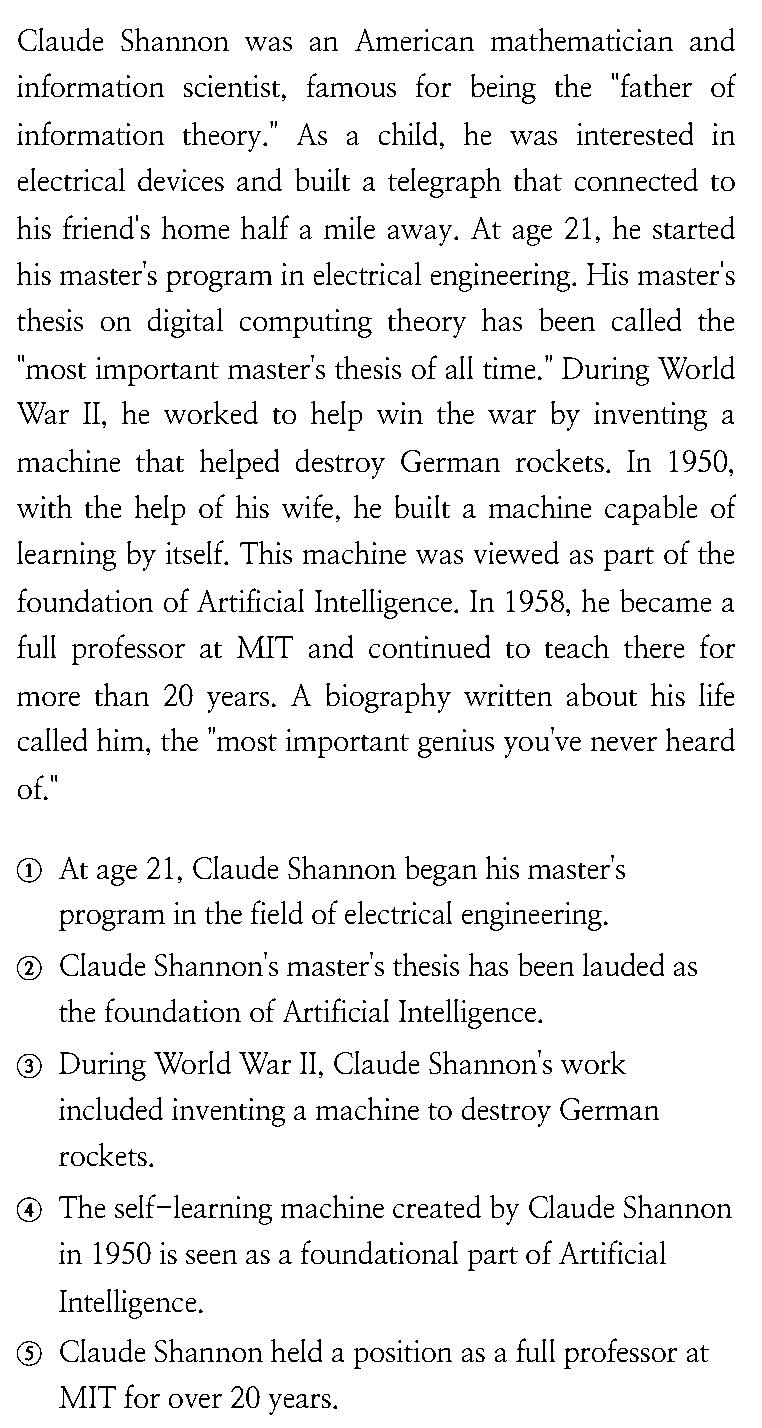 Claude Shannon was an American mathematician and
information scientist, famous for being the "father of
information theory." As a child, he was interested in
electrical devices and built a telegraph that connected to
his friend's home half a mile away. At age 21, he started
his master's program in electrical engineering. His master's
thesis on digital computing theory has been called the
"most important master's thesis of all time." During World
War II, he worked to help win the war by inventing a
machine that helped destroy German rockets. In 1950,
with the help of his wife, he built a machine capable of
learning by itself. This machine was viewed as part of the
foundation of Artificial Intelligence. In 1958, he became a
full professor at MIT and continued to teach there for
more than 20 years. A biography written about his life
called him, the "most important genius you've never heard
of."
① At age 21, Claude Shannon began his master's
program in the field of electrical engineering.
② Claude Shannon's master's thesis has been lauded as
the foundation of Artificial Intelligence.
③ During World War II, Claude Shannon's work
included inventing a machine to destroy German
rockets.
④ The self-learning machine created by Claude Shannon
in 1950 is seen as a foundational part of Artificial
Intelligence.
⑤ Claude Shannon held a position as a full professor at
MIT for over 20 years.